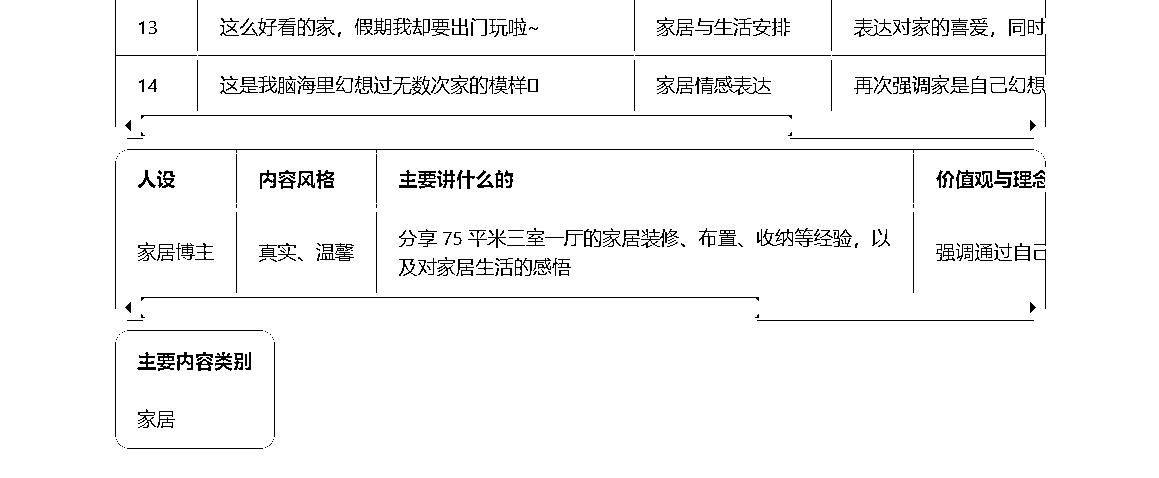 13 这么好看的家，假期我却要出门玩啦~ 家居与生活安排 表达对家的喜爱，同时
14 这是我脑海里幻想过无数次家的模样 家居情感表达 再次强调家是自己幻想
人设 内容风格 主要讲什么的 价值观与理念
家居博主 真实、温馨 分享 75 平米三室一厅的家居装修、布置、收纳等经验，以 强调通过自己
及对家居生活的感悟
主要内容类别
家居